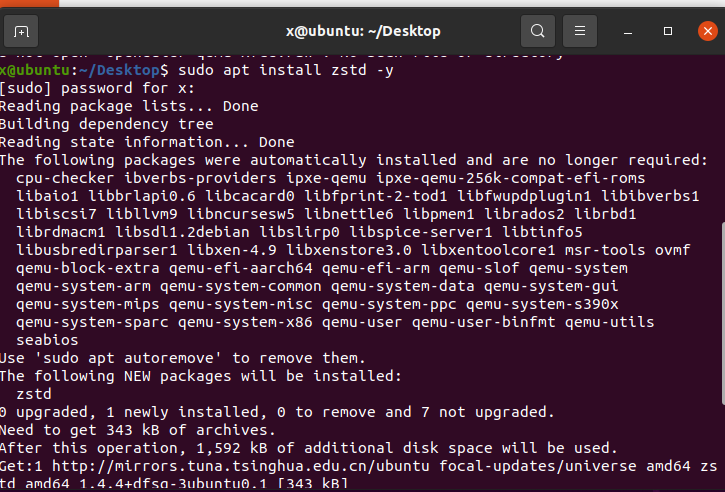 x@ubuntu: ~/Desktop
x@ubuntu:~/Desktop$ sudo apt install zstd -y
[sudo] password for x:
Reading package lists... Done
Building dependency tree
Reading state information... Done
The following packages were automatically installed and are no longer required:
cpu-checker ibverbs-providers ipxe-qemu ipxe-qemu-256k-compat-efi-roms
libaio1 libbrlapi0.6 libcacard0 libfprint-2-tod1 libfwupdplugin1 libibverbs1
libiscsi7 libllvm9 libncursesw5 libnettle6 libpmem1 librados2 librbd1
librdmacm1 libsdl1.2debian libslirp0 libspice-server1 libtinfo5
libusbredirparser1 libxen-4.9 libxenstore3.0 libxentoolcore1 msr-tools ovmf
qemu-block-extra qemu-efi-aarch64 qemu-efi-arm qemu-slof qemu-system
qemu-system-arm qemu-system-common qemu-system-data qemu-system-gui
qemu-system-mips qemu-system-misc qemu-system-ppc qemu-system-s390x
qemu-system-sparc qemu-system-x86 qemu-user qemu-user-binfmt qemu-utils
seabios
Use 'sudo apt autoremove' to remove them.
The following NEW packages will be installed:
zstd
0 upgraded, 1 newly installed, 0 to remove and 7 not upgraded.
Need to get 343 kB of archives.
After this operation, 1,592 kB of additional disk space will be used.
Get:1 http://mirrors.tuna.tsinghua.edu.cn/ubuntu focal-updates/universe amd64 zs
td amd64 1.4.4+dfsg-3ubuntu0.1 [343 kB]